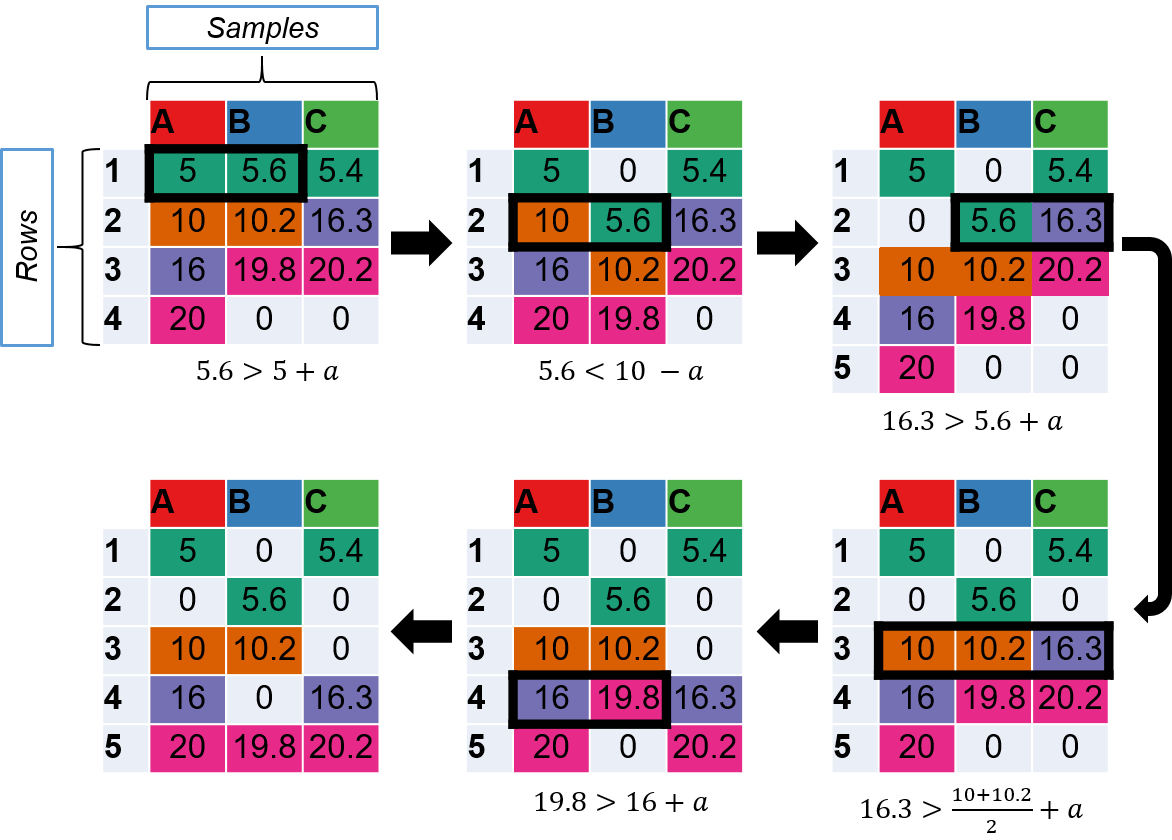 Samples
Rows
A B C
1 5 5.6 5.4
2 10 10.2 16.3
3 16 19.8 20.2
4 20 0 0
5.6 > 5 + a
A B C
1 5 0 5.4
2 10 5.6 16.3
3 16 10.2 20.2
4 20 19.8 0
5.6 < 10 − a
A B C
1 5 0 5.4
2 0 5.6 16.3
3 10 10.2 20.2
4 16 19.8 0
5 20 0 0
16.3 > 5.6 + a
A B C
1 5 0 5.4
2 0 5.6 0
3 10 10.2 0
4 16 0 16.3
5 20 19.8 20.2
A B C
1 5 0 5.4
2 0 5.6 0
3 10 10.2 0
4 16 19.8 16.3
5 20 0 20.2
19.8 > 16 + a
A B C
1 5 0 5.4
2 0 5.6 0
3 10 10.2 16.3
4 16 19.8 20.2
5 20 0 0
16.3 > 10+10.2/2 + a